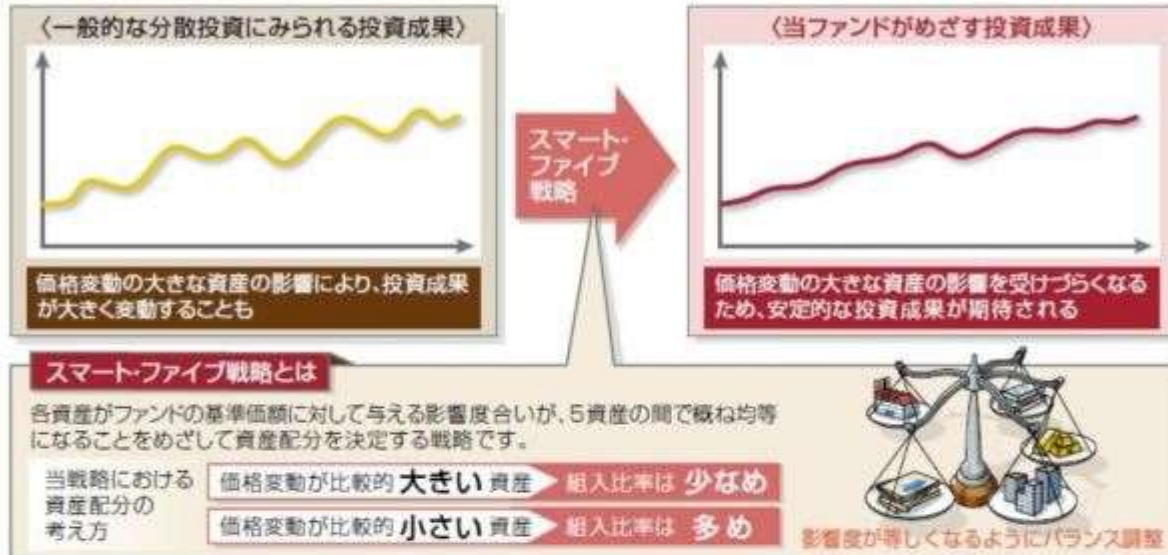 〈一般的な分散投資にみられる投資成果〉
価格変動の大きな資産の影響により、投資成果
が大きく変動することも
スマート・
ファイブ
戦略
〈当ファンドがめざす投資成果〉
価格変動の大きな資産の影響を受けづらくなる
ため、安定的な投資成果が期待される
スマート・ファイブ戦略とは
各資産がファンドの基準価額に対して与える影響度合いが、5資産の間で概ね均等
になることをめざして資産配分を決定する戦略です。
当戦略における
資産配分の
考え方
価格変動が比較的 大きい 資産 組入比率は 少なめ
価格変動が比較的 小さい 資産 組入比率は 多め
影響度が等しくなるようにバランス調整